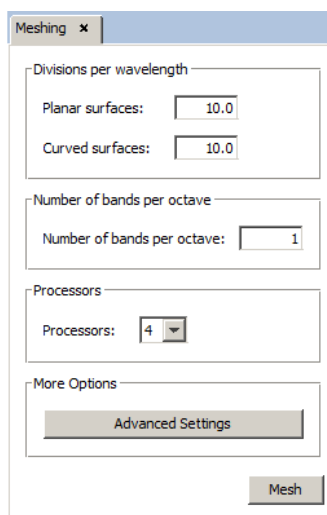 Meshing ×
Divisions per wavelength
Planar surfaces: 10.0
Curved surfaces: 10.0
Number of bands per octave
Number of bands per octave: 1
Processors
Processors: 4
More Options
Advanced Settings
Mesh